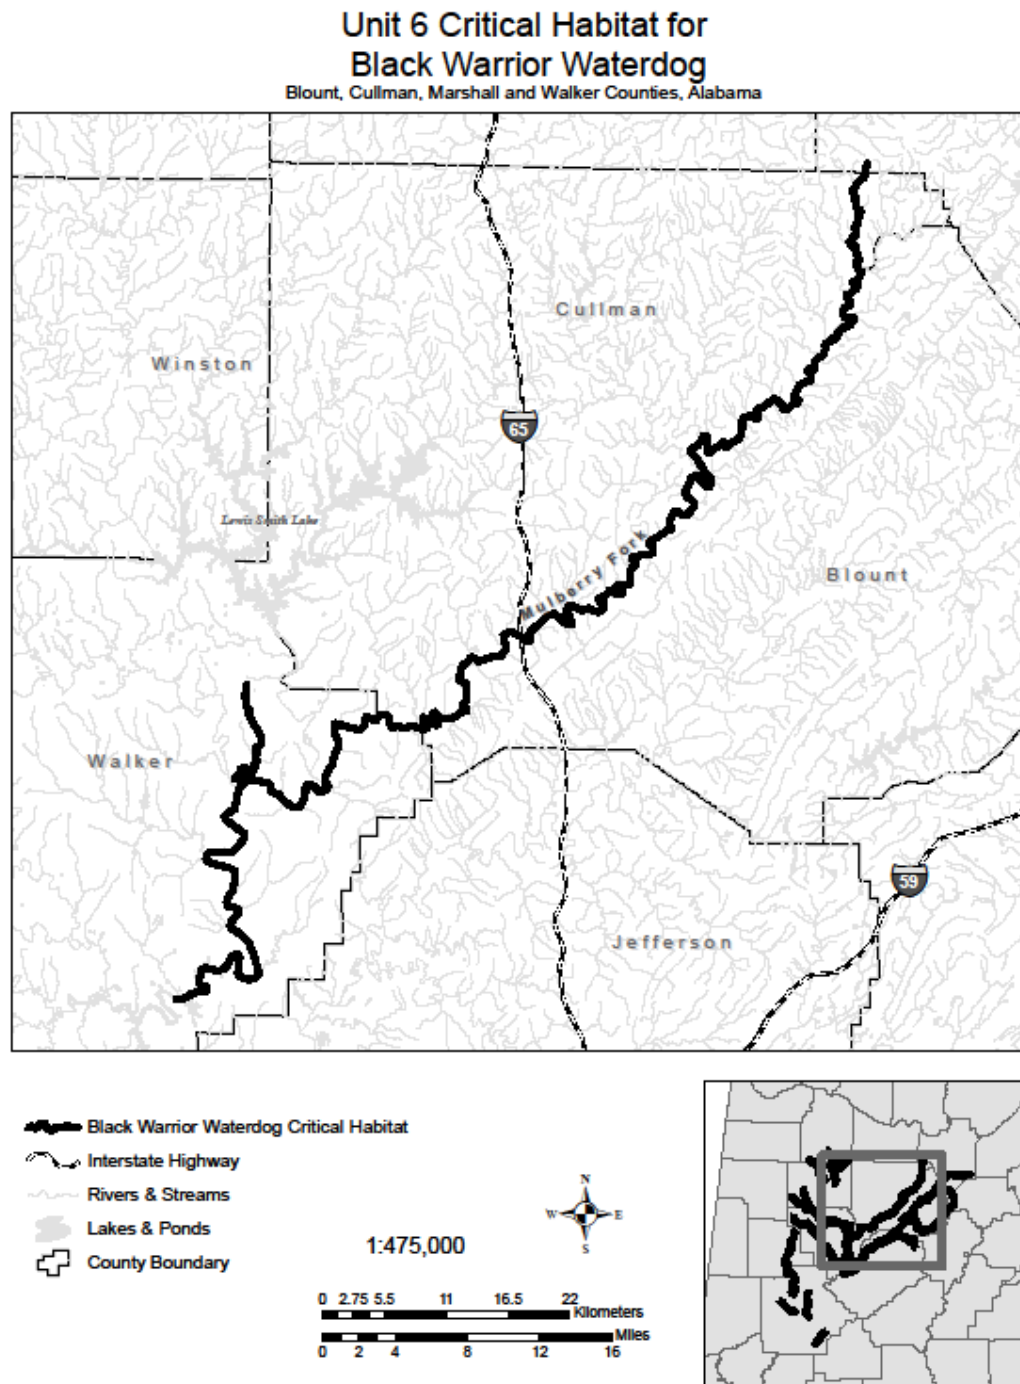 Unit 6 Critical Habitat for
Black Warrior Waterdog
Blount, Cullman, Marshall and Walker Counties, Alabama
Cullman
Winston
65
Lewis Smith Lake
Mulberry Fork
Blount
Walker
59
Jefferson
Black Warrior Waterdog Critical Habitat
Interstate Highway
Rivers & Streams
Lakes & Ponds
County Boundary
N
W E
S
1:475,000
0 2.75 5.5 11 16.5 22
Kilometers
Miles
0 2 4 8 12 16